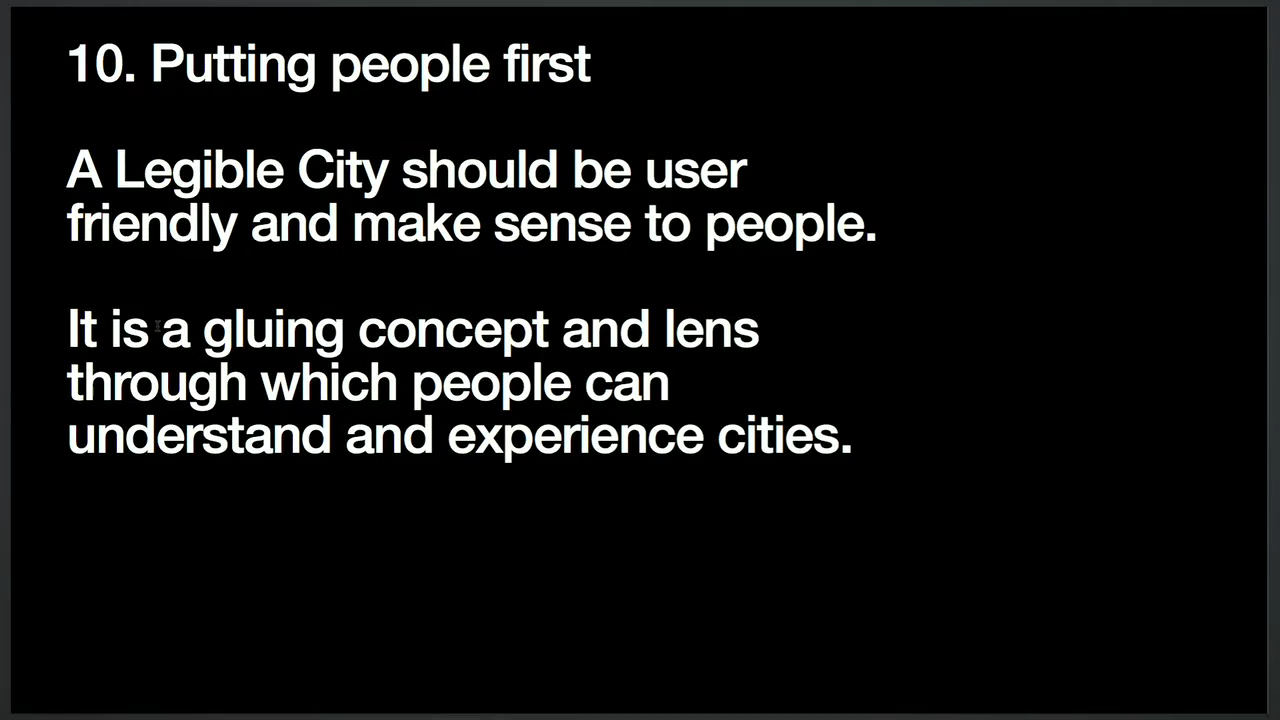 10. Putting people first
A Legible City should be user
friendly and make sense to people.
It is a gluing concept and lens
through which people can
understand and experience cities.